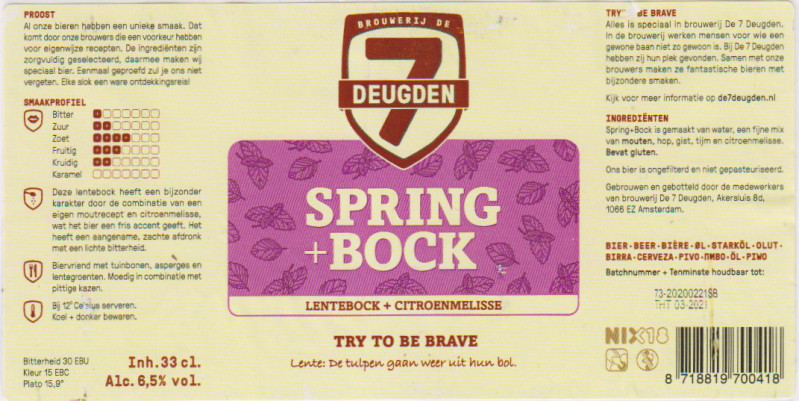 PROOST
Al onze bieren hebben een unieke smaak. Dat
komt door onze brouwers die een voorkeur hebben
voor eigenwijze recepten. De ingrediënten zijn
zorgvuldig geselecteerd, daarmee maken wij
speciaal bier. Eenmaal geproefd zul je ons niet
vergeten. Elke slok een ware ontdekkingsreis!
SMAAKPROFIEL
Bitter
Zuur
Zoet
Fruitig
Kruidig
Karamel
Deze lentebock heeft een bijzonder
karakter door de combinatie van een
eigen moutrecept en citroenmelisse,
wat het bier een fris accent geeft. Het
heeft een aangename, zachte afdronk
met een lichte bitterheid.
Biervriend met tuinbonen, asperges en
lentegroenten. Moedig in combinatie met
pittige kazen.
Bij 12° Celsius serveren.
Koel + donker bewaren.
Bitterheid 30 EBU
Kleur 15 EBC
Plato 15,9°
Inh. 33 cl.
Alc. 6,5% vol.
BROUWERIJ DE
7
DEUGDEN
SPRING
+BOCK
LENTEBOCK + CITROENMELISSE
TRY TO BE BRAVE
Lente: De tulpen gaan weer uit hun bol.
TRY BE BRAVE
Alles is speciaal in brouwerij De 7 Deugden.
In de brouwerij werken mensen voor wie een
gewone baan niet zo gewoon is. Bij De 7 Deugden
hebben zij hun plek gevonden. Samen met onze
brouwers maken ze fantastische bieren met
bijzondere smaken.
Kijk voor meer informatie op de7deugden.nl
INGREDIËNTEN
Spring+Bock is gemaakt van water, een fijne mix
van mouten, hop, gist, tijm en citroenmelisse.
Bevat gluten.
Ons bier is ongefilterd en niet gepasteuriseerd.
Gebrouwen en gebotteld door de medewerkers
van brouwerij De 7 Deugden, Akersluis 8d,
1066 EZ Amsterdam.
BIER-BEER-BIÈRE-ØL-STARKÖL-OLUT-
BIRRA-CERVEZA-PIVO-ПИВО-ÖL-PIWO
Batchnummer + Tenminste houdbaar tot:
73-20200221SB
THT 03-2021
NIX18
8 718819 700418